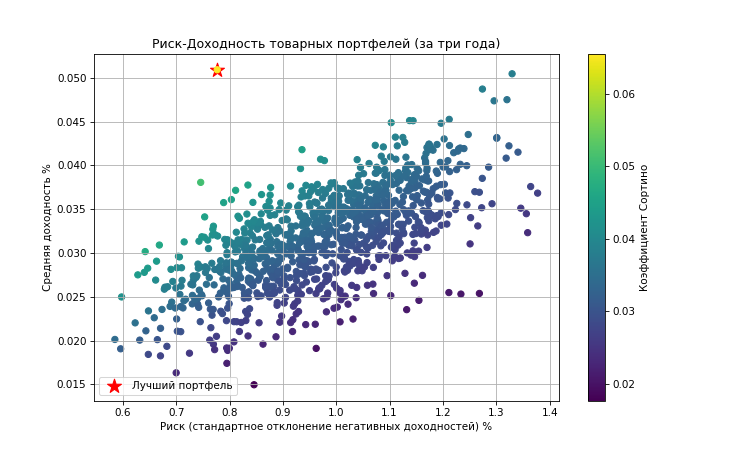 Риск-Доходность товарных портфелей (за три года)
Средняя доходность %
0.050
0.045
0.040
0.035
0.030
0.025
0.020
0.015
Лучший портфель
0.6 0.7 0.8 0.9 1.0 1.1 1.2 1.3 1.4
Риск (стандартное отклонение негативных доходностей) %
0.06
0.05
0.04
0.03
0.02
Коэффициент Сортино